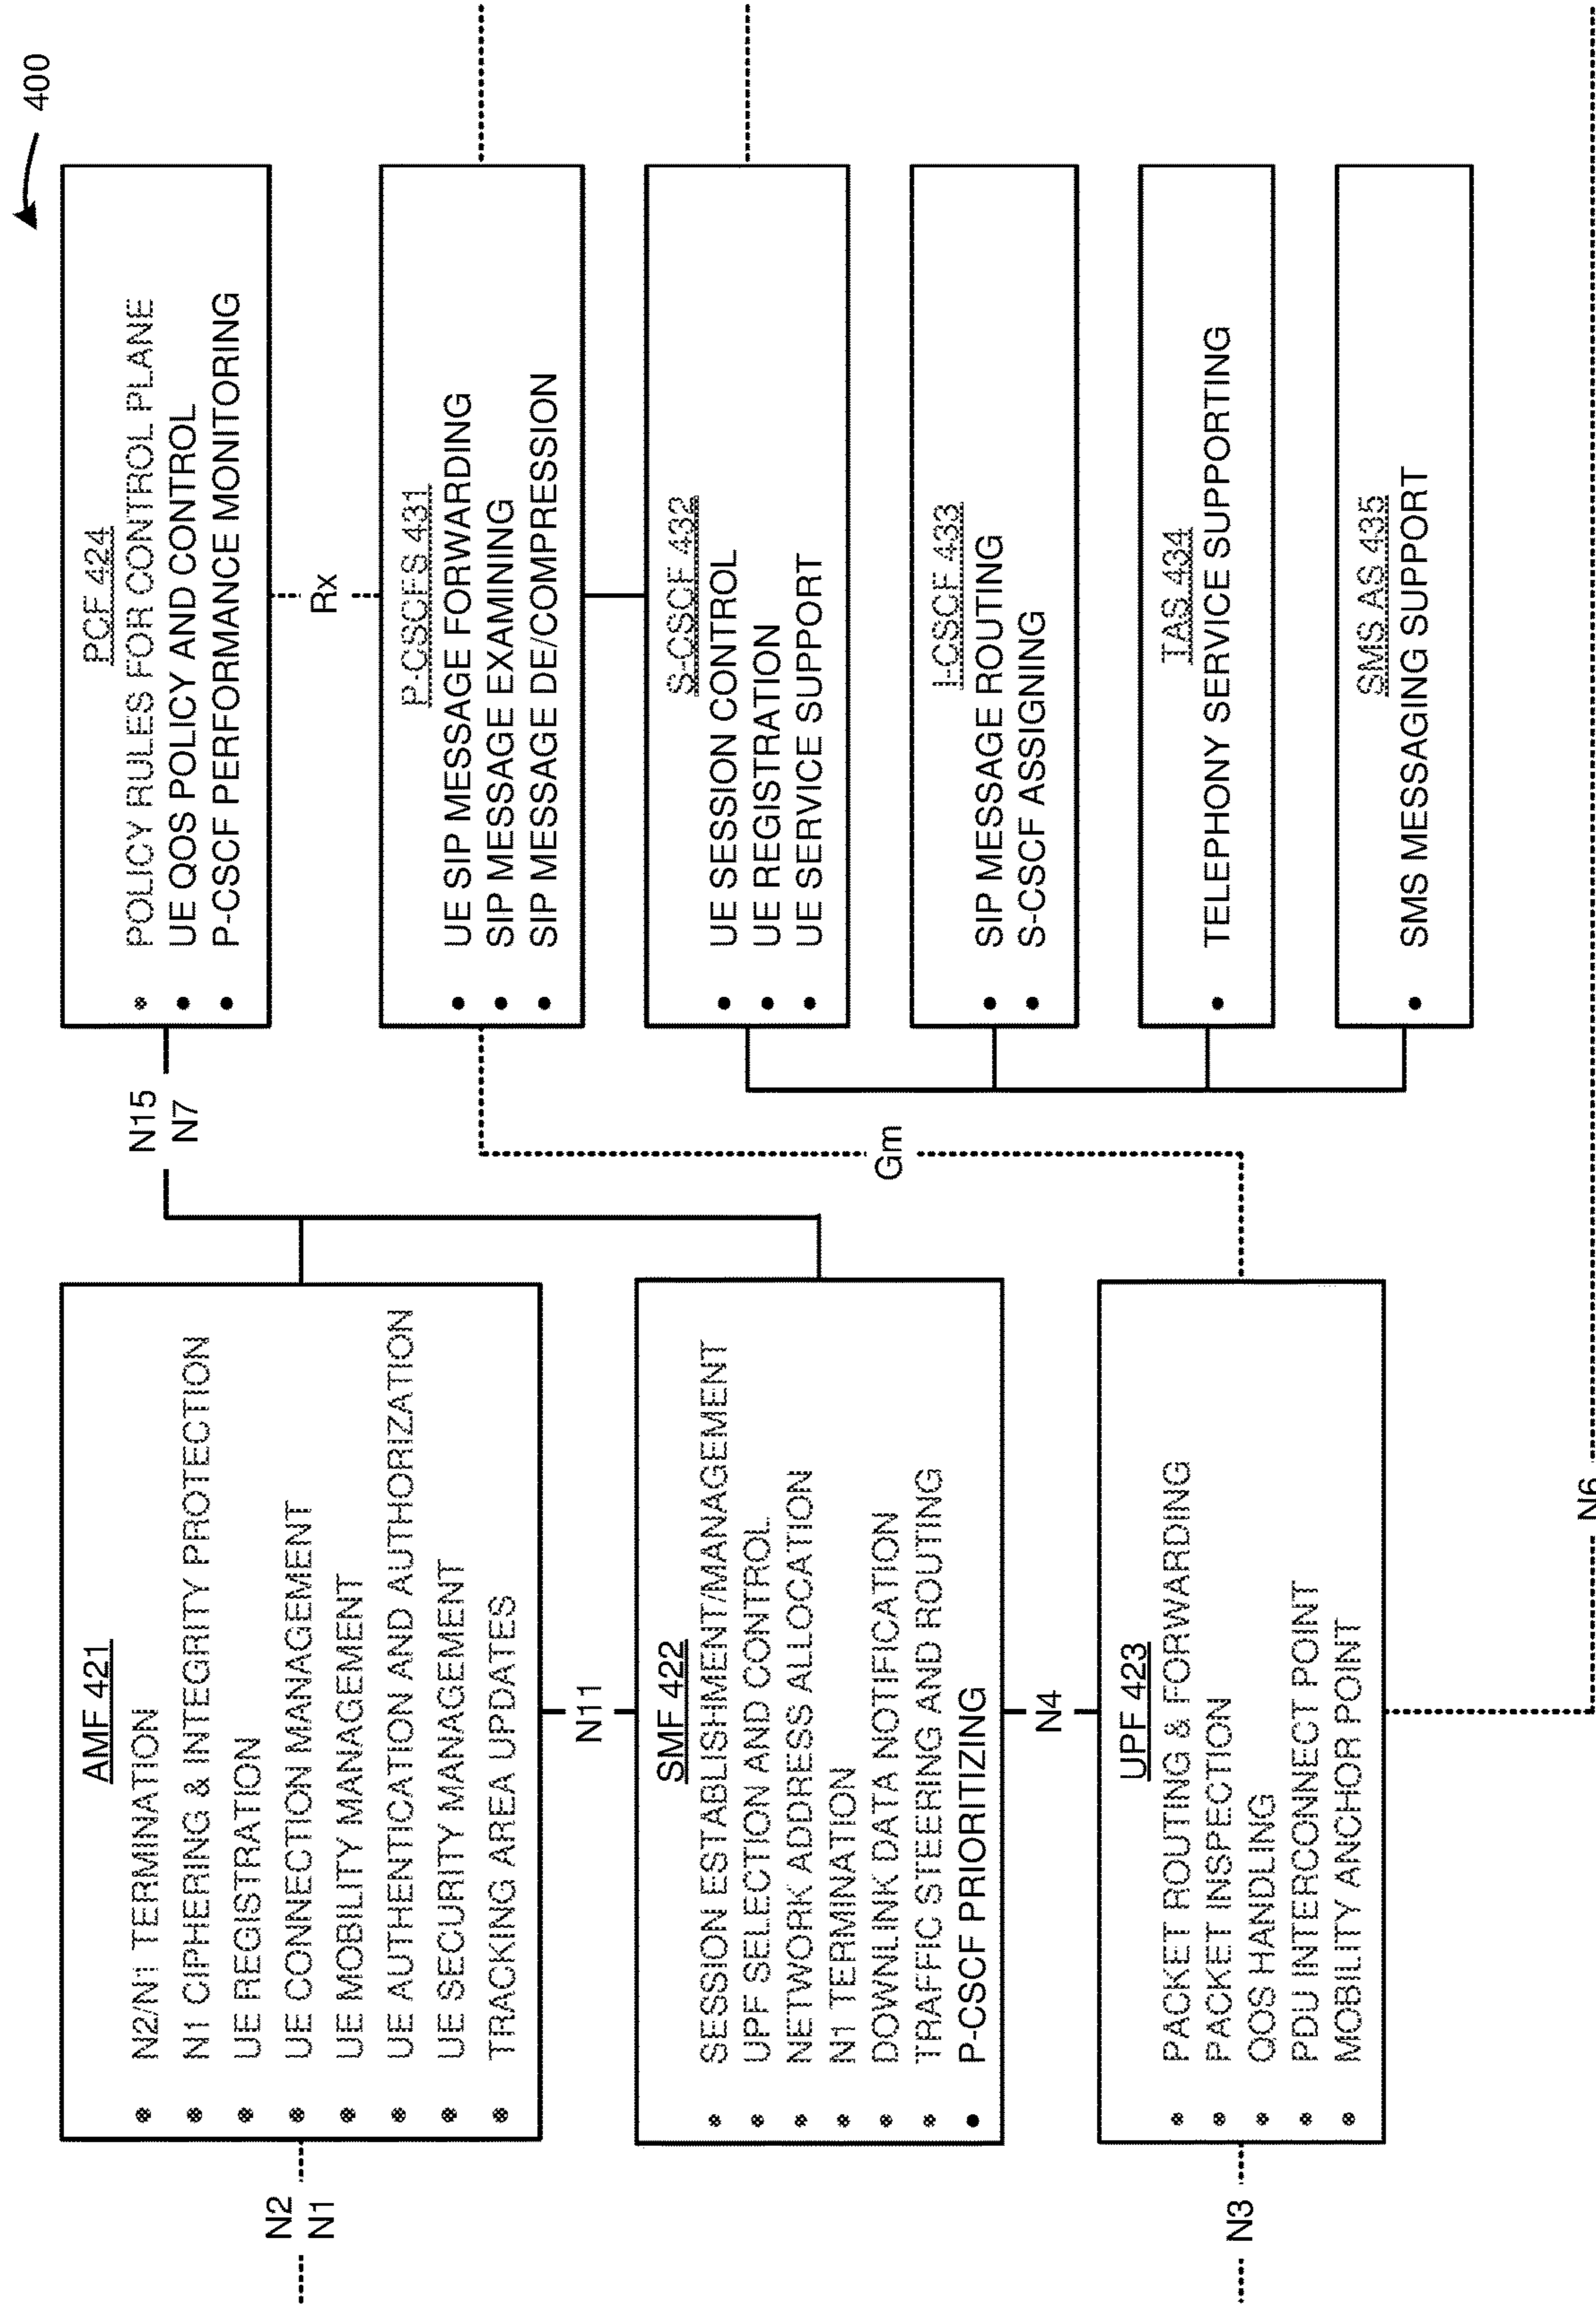 400
AMF 421
• N2/N1 TERMINATION
• N1 CIPHERING & INTEGRITY PROTECTION
• UE REGISTRATION
• UE CONNECTION MANAGEMENT
• UE MOBILITY MANAGEMENT
• UE AUTHENTICATION AND AUTHORIZATION
• UE SECURITY MANAGEMENT
• TRACKING AREA UPDATES
N2
N1
N11
SMF 422
• SESSION ESTABLISHMENT/MANAGEMENT
• UPF SELECTION AND CONTROL
• NETWORK ADDRESS ALLOCATION
• N1 TERMINATION
• DOWNLINK DATA NOTIFICATION
• TRAFFIC STEERING AND ROUTING
• P-CSCF PRIORITIZING
N4
UPF 423
• PACKET ROUTING & FORWARDING
• PACKET INSPECTION
• QOS HANDLING
• PDU INTERCONNECT POINT
• MOBILITY ANCHOR POINT
N3
N6
N15
N7
Gm
PCF 424
• POLICY RULES FOR CONTROL PLANE
• UE QOS POLICY AND CONTROL
• P-CSCF PERFORMANCE MONITORING
Rx
P-CSCFS 431
• UE SIP MESSAGE FORWARDING
• SIP MESSAGE EXAMINING
• SIP MESSAGE DE/COMPRESSION
S-CSCF 432
• UE SESSION CONTROL
• UE REGISTRATION
• UE SERVICE SUPPORT
I-CSCF 433
• SIP MESSAGE ROUTING
• S-CSCF ASSIGNING
TAS 434
• TELEPHONY SERVICE SUPPORTING
SMS AS 435
• SMS MESSAGING SUPPORT